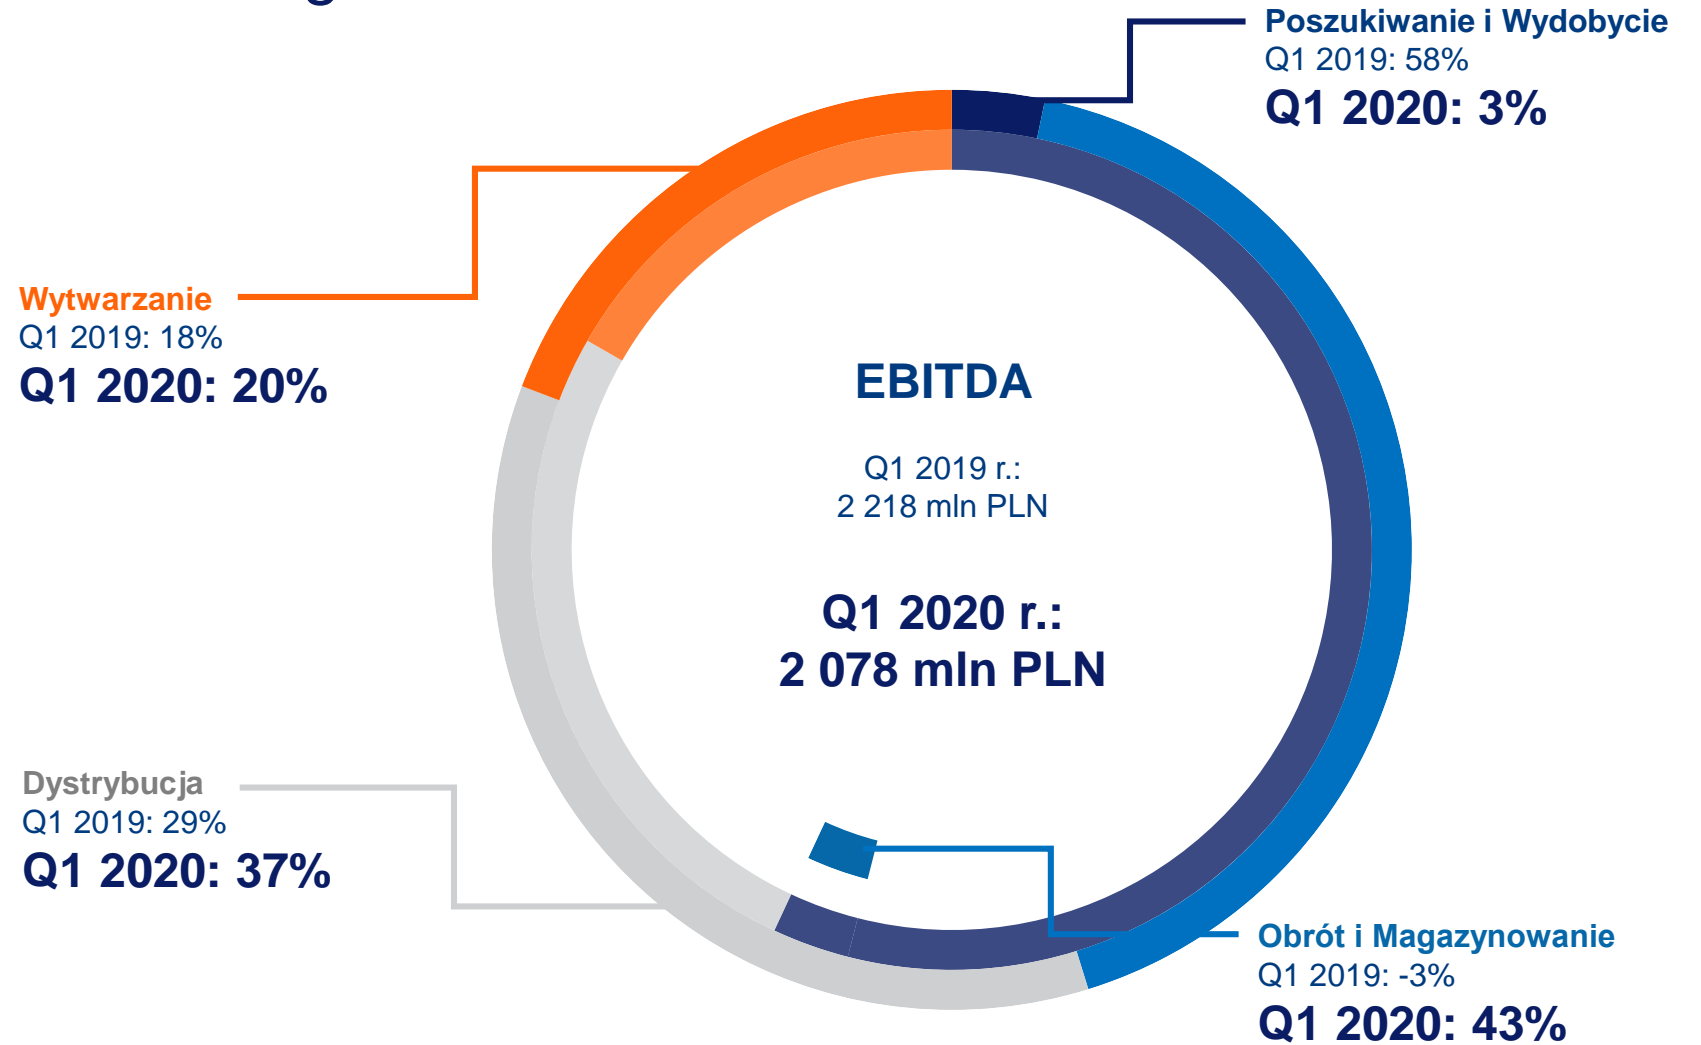 Poszukiwanie i Wydobycie
Q1 2019: 58%
Q1 2020: 3%
Wytwarzanie
Q1 2019: 18%
Q1 2020: 20%
EBITDA
Q1 2019 r.:
2 218 mln PLN
Q1 2020 r.:
2 078 mln PLN
Dystrybucja
Q1 2019: 29%
Q1 2020: 37%
Obrót i Magazynowanie
Q1 2019: -3%
Q1 2020: 43%